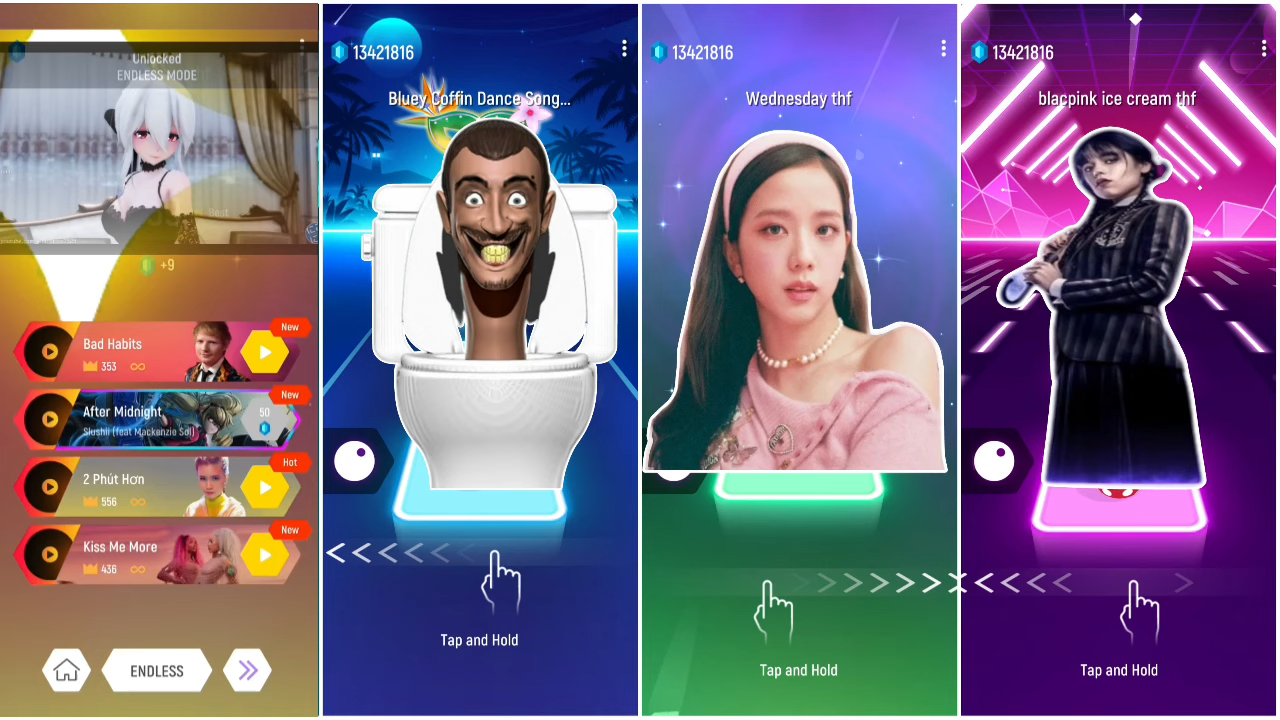 Unlocked
ENDLESS MODE
Beat
+9
Bad Habits
353
New
After Midnight
Slushii (feat Mackenzie Sol)
50
New
2 Phút Hơn
556
Hot
Kiss Me More
436
New
ENDLESS
13421816
Bluey Coffin Dance Song...
Tap and Hold
13421816
Wednesday thf
Tap and Hold
13421816
blacpink ice cream thf
Tap and Hold